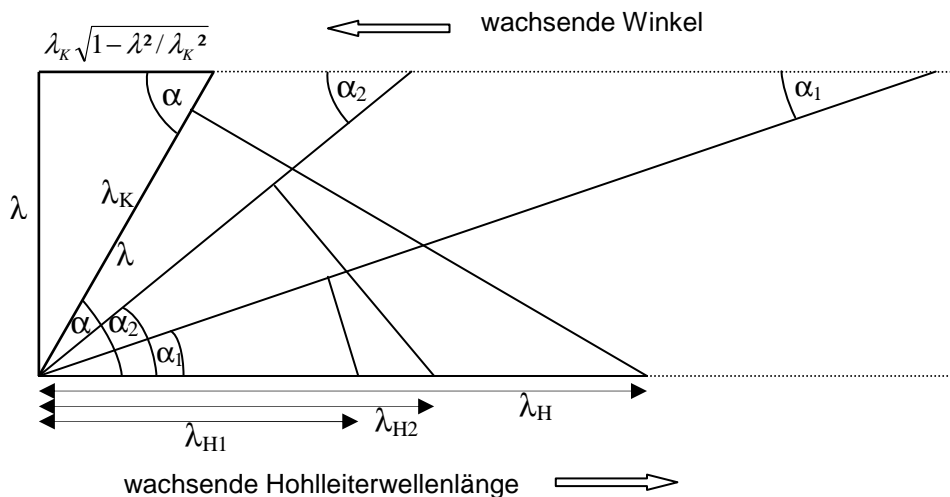 wachsende Winkel
λ_K √(1 − λ²/λ_K²)
α
α₂
α₁
λ_K
λ
λ
α
α₂
α₁
λ_H
λ_H2
λ_H1
wachsende Hohlleiterwellenlänge